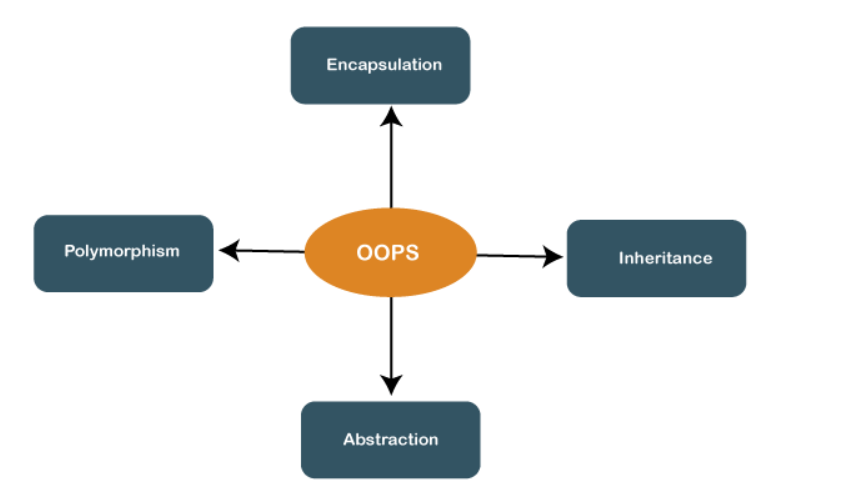 Encapsulation
Polymorphism
OOPS
Inheritance
Abstraction